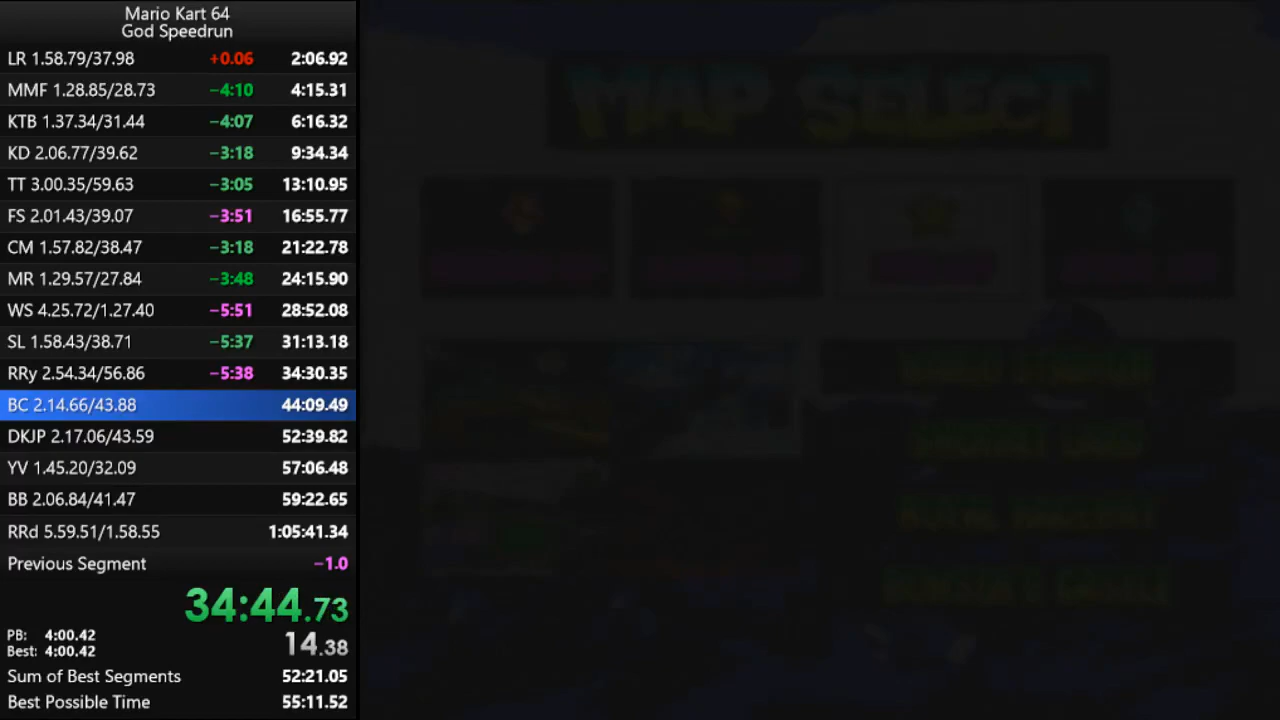 Mario Kart 64
God Speedrun
LR 1.58.79/37.98 +0.06 2:06.92
MMF 1.28.85/28.73 −4:10 4:15.31
KTB 1.37.34/31.44 −4:07 6:16.32
KD 2.06.77/39.62 −3:18 9:34.34
TT 3.00.35/59.63 −3:05 13:10.95
FS 2.01.43/39.07 −3:51 16:55.77
CM 1.57.82/38.47 −3:18 21:22.78
MR 1.29.57/27.84 −3:48 24:15.90
WS 4.25.72/1.27.40 −5:51 28:52.08
SL 1.58.43/38.71 −5:37 31:13.18
RRy 2.54.34/56.86 −5:38 34:30.35
BC 2.14.66/43.88 44:09.49
DKJP 2.17.06/43.59 52:39.82
YV 1.45.20/32.09 57:06.48
BB 2.06.84/41.47 59:22.65
RRd 5.59.51/1.58.55 1:05:41.34
Previous Segment −1.0
34:44.73
PB: 4:00.42
Best: 4:00.42
14.38
Sum of Best Segments 52:21.05
Best Possible Time 55:11.52
MAP SELECT
WARIO STADIUM
SHERBET LAND
ROYAL RACEWAY
BOWSER'S CASTLE